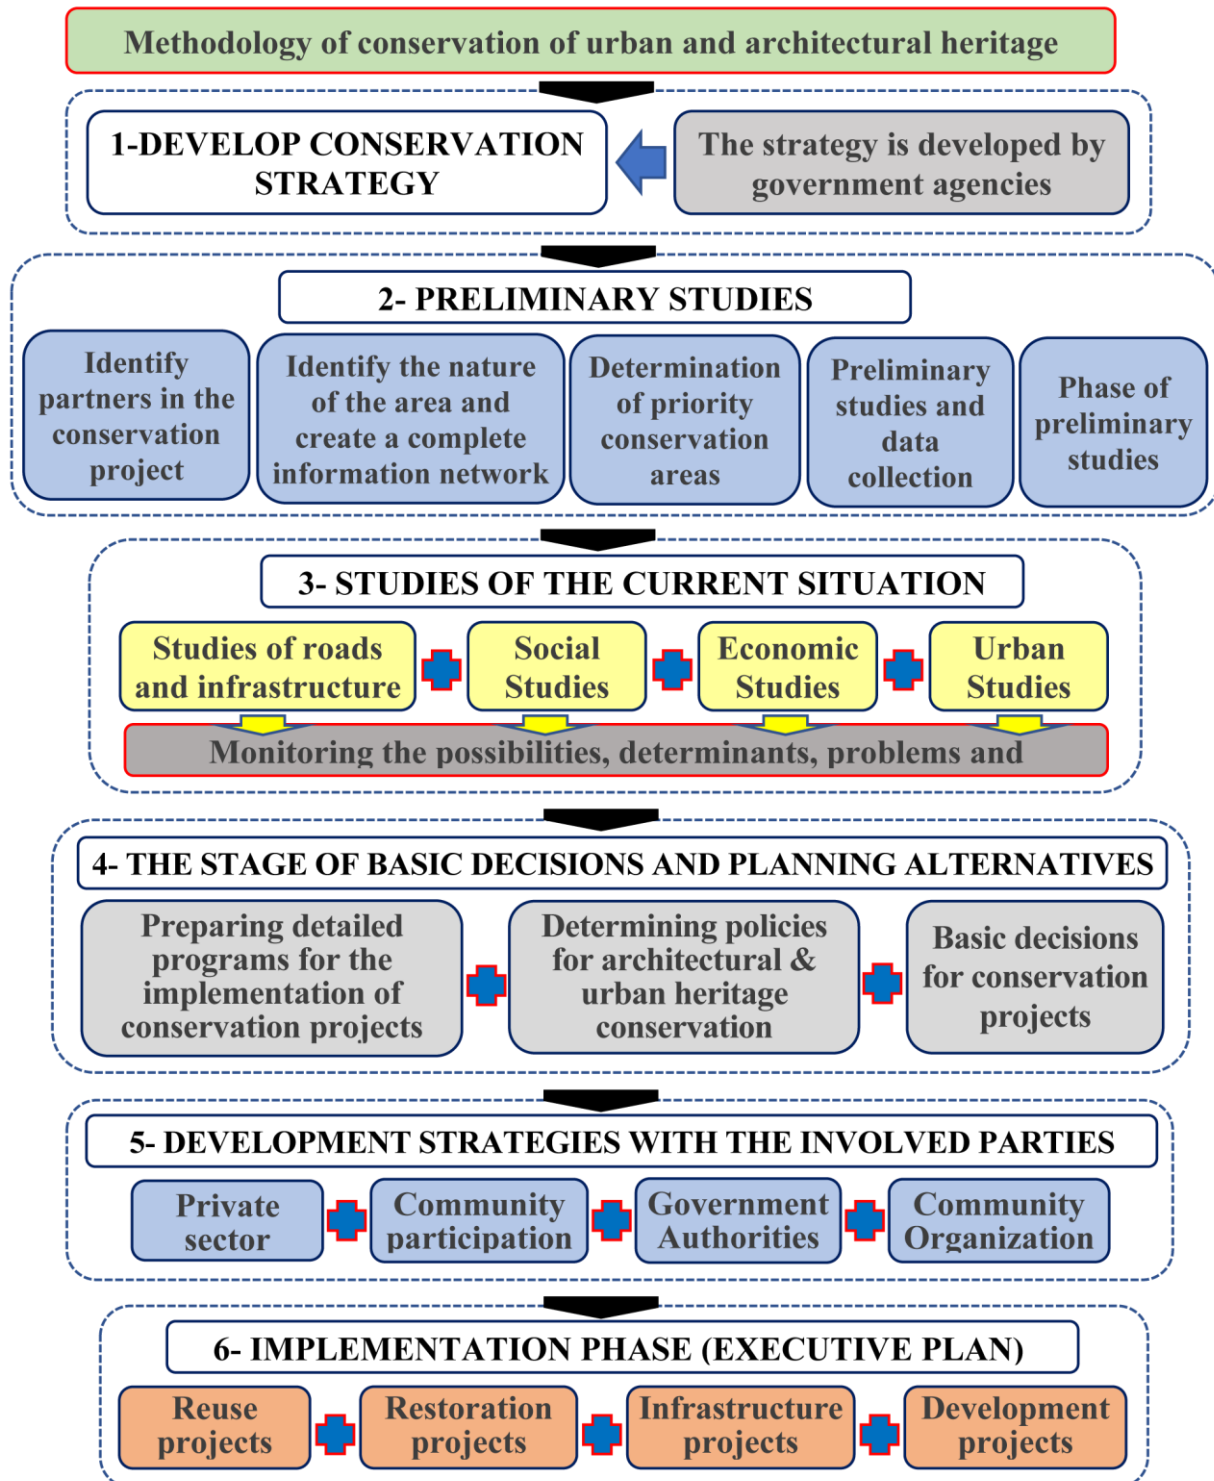 Methodology of conservation of urban and architectural heritage
1-DEVELOP CONSERVATION
STRATEGY
The strategy is developed by
government agencies
2- PRELIMINARY STUDIES
Identify
partners in the
conservation
project
Identify the nature
of the area and
create a complete
information network
Determination
of priority
conservation
areas
Preliminary
studies and
data
collection
Phase of
preliminary
studies
3- STUDIES OF THE CURRENT SITUATION
Studies of roads
and infrastructure
Social
Studies
Economic
Studies
Urban
Studies
Monitoring the possibilities, determinants, problems and
4- THE STAGE OF BASIC DECISIONS AND PLANNING ALTERNATIVES
Preparing detailed
programs for the
implementation of
conservation projects
Determining policies
for architectural &
urban heritage
conservation
Basic decisions
for conservation
projects
5- DEVELOPMENT STRATEGIES WITH THE INVOLVED PARTIES
Private
sector
Community
participation
Government
Authorities
Community
Organization
6- IMPLEMENTATION PHASE (EXECUTIVE PLAN)
Reuse
projects
Restoration
projects
Infrastructure
projects
Development
projects